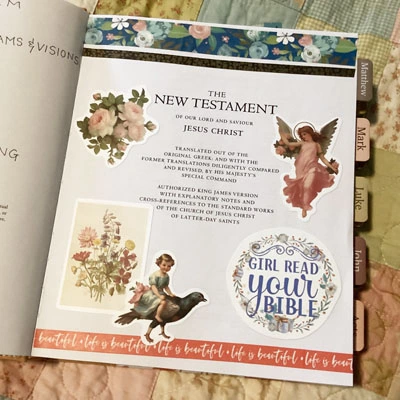 M
AMS & VISIONS
NG
THE
NEW TESTAMENT
OF OUR LORD AND SAVIOUR
JESUS CHRIST
TRANSLATED OUT OF THE
ORIGINAL GREEK; AND WITH THE
FORMER TRANSLATIONS DILIGENTLY COMPARED
AND REVISED, BY HIS MAJESTY'S
SPECIAL COMMAND
AUTHORIZED KING JAMES VERSION
WITH EXPLANATORY NOTES AND
CROSS-REFERENCES TO THE STANDARD WORKS
OF THE CHURCH OF JESUS CHRIST
OF LATTER-DAY SAINTS
GIRL READ
your
BIBLE
beautiful • life is beautiful • life is beautiful • life is beautiful • life is
Matthew
Mark
Luke
John